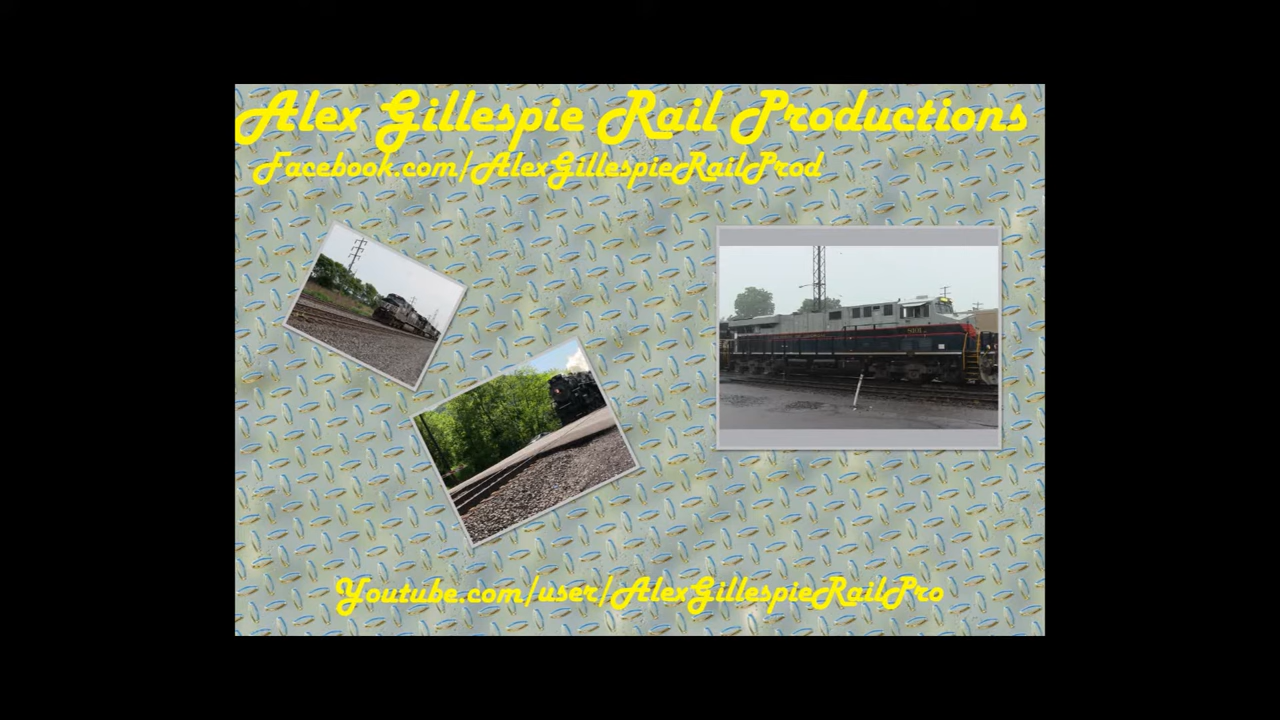 Alex Gillespie Rail Productions
Facebook.com/AlexGillespieRailProd
Youtube.com/user/AlexGillespieRailPro